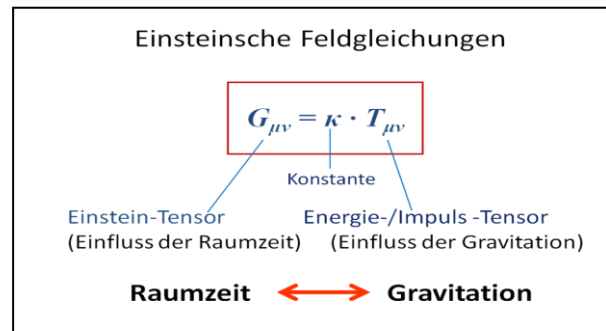 Einsteinsche Feldgleichungen
Gμν = κ · Tμν
Konstante
Einstein-Tensor Energie-/Impuls -Tensor
(Einfluss der Raumzeit) (Einfluss der Gravitation)
Raumzeit Gravitation